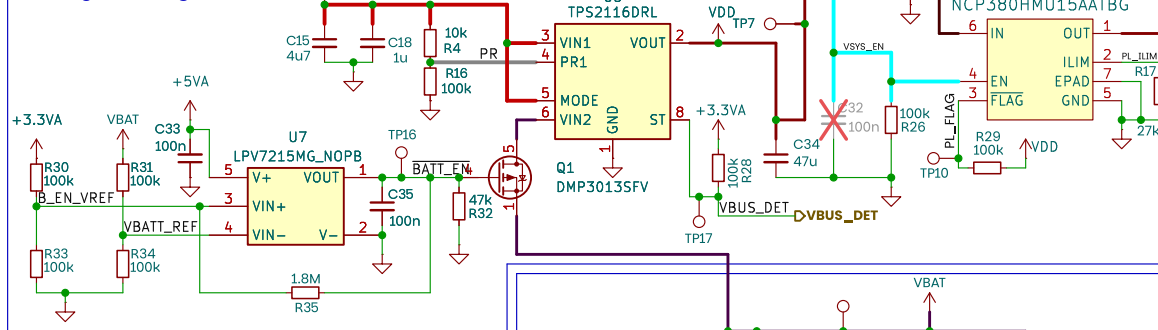 TPS2116DRL
NCP380HMU15AATBG
C15
4u7
C18
1u
10k
R4
R16
100k
PR
3
VIN1
4
PR1
5
MODE
6
VIN2
VOUT
2
ST
8
GND
1
VDD
TP7
VSYS_EN
6
IN
OUT
1
ILIM
2
PL_ILIM
4
EN
EPAD
7
3
FLAG
GND
5
R17
27k
C32
100n
100k
R26
PL_FLAG
R29
100k
VDD
TP10
+3.3VA
100k
R28
C34
47u
VBUS_DET
VBUS_DET
TP17
+5VA
C33
100n
+3.3VA
VBAT
R30
100k
R31
100k
B_EN_VREF
VBATT_REF
R33
100k
R34
100k
U7
LPV7215MG_NOPB
5
V+
VOUT
1
3
VIN+
4
VIN-
V-
2
TP16
BATT_EN
C35
100n
47k
R32
1.8M
R35
5
4
1
Q1
DMP3013SFV
VBAT